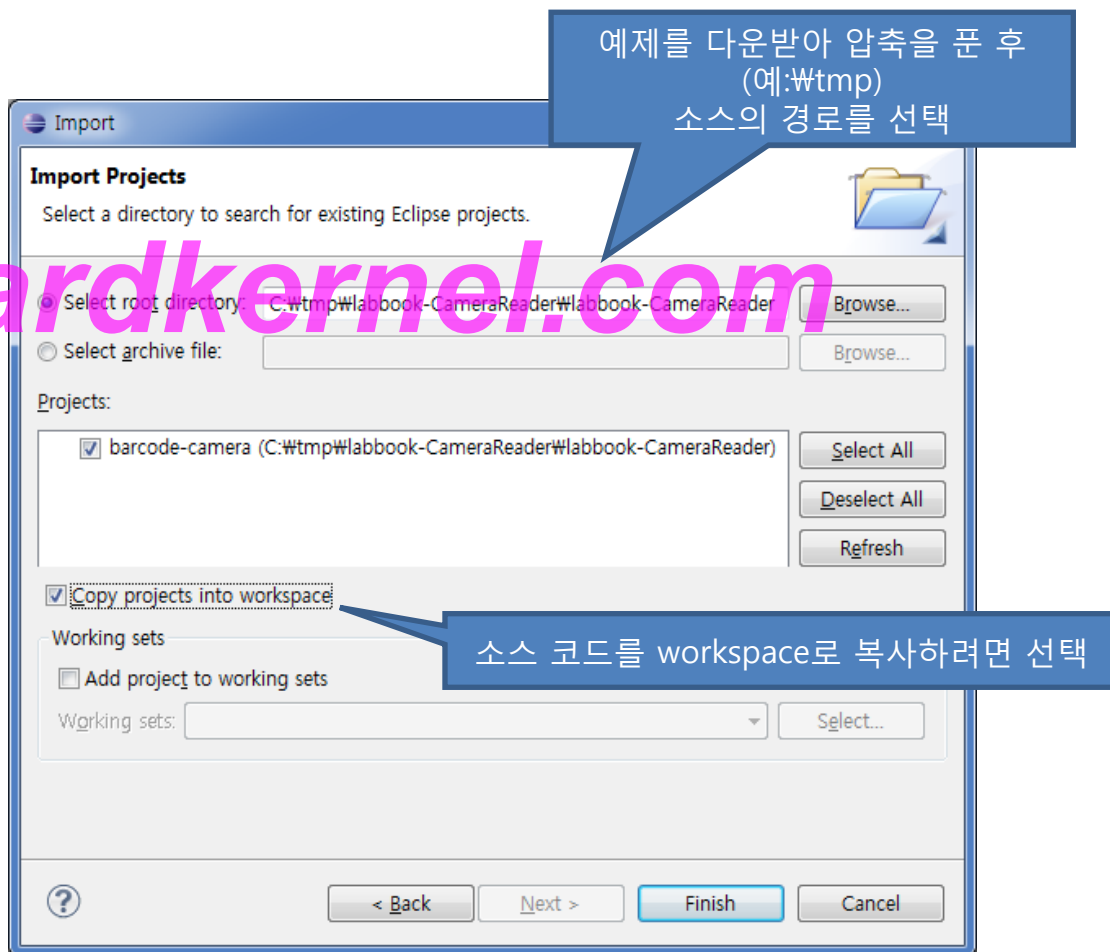 예제를 다운받아 압축을 푼 후
(예:₩tmp)
소스의 경로를 선택
Import
Import Projects
Select a directory to search for existing Eclipse projects.
ardkernel.com
Select root directory: C:₩tmp₩labbook-CameraReader₩labbook-CameraReader Browse...
Select archive file: Browse...
Projects:
barcode-camera (C:₩tmp₩labbook-CameraReader₩labbook-CameraReader) Select All
Deselect All
Refresh
Copy projects into workspace
소스 코드를 workspace로 복사하려면 선택
Working sets
Add project to working sets
Working sets: Select...
? < Back Next > Finish Cancel